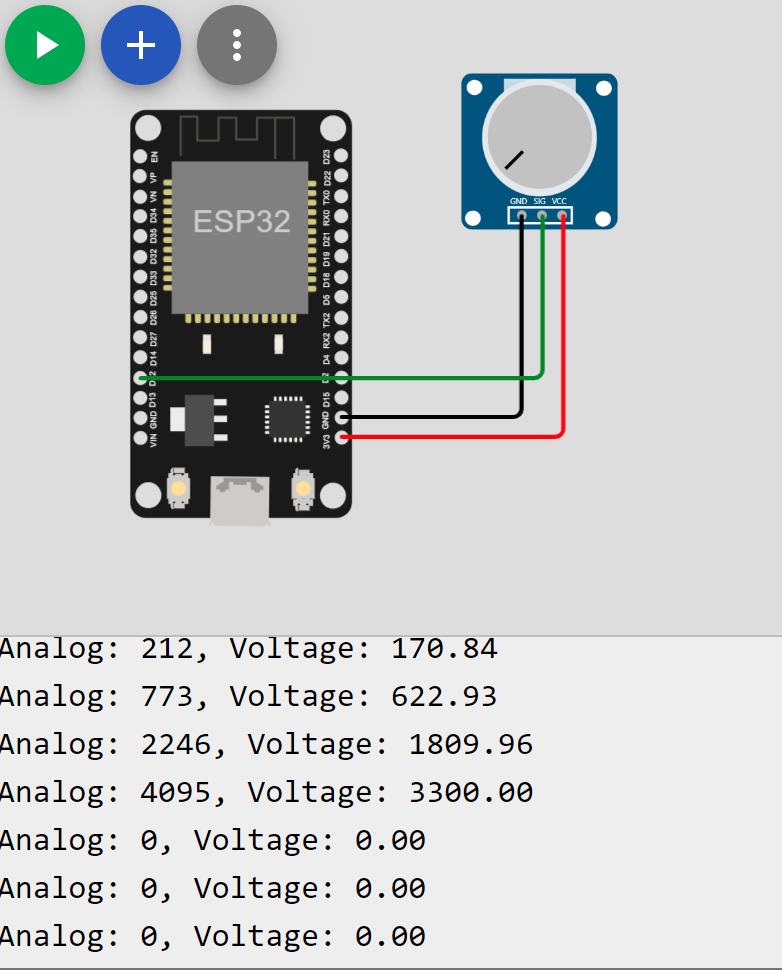 ESP32
EN
VP
VN
D34
D35
D32
D33
D25
D26
D27
D14
D13
GND
VIN
D23
D22
TX0
RX0
D21
D19
D18
D5
TX2
RX2
D4
D2
D15
GND
3V3
GND SIG VCC
Analog: 212, Voltage: 170.84
Analog: 773, Voltage: 622.93
Analog: 2246, Voltage: 1809.96
Analog: 4095, Voltage: 3300.00
Analog: 0, Voltage: 0.00
Analog: 0, Voltage: 0.00
Analog: 0, Voltage: 0.00